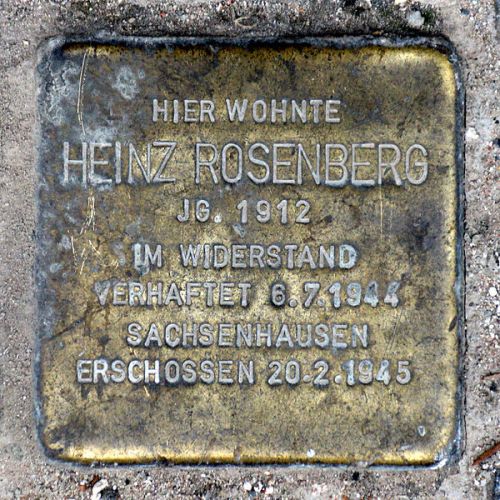 HIER WOHNTE
HEINZ ROSENBERG
JG. 1912
IM WIDERSTAND
VERHAFTET 6.7.1944
SACHSENHAUSEN
ERSCHOSSEN 20.2.1945